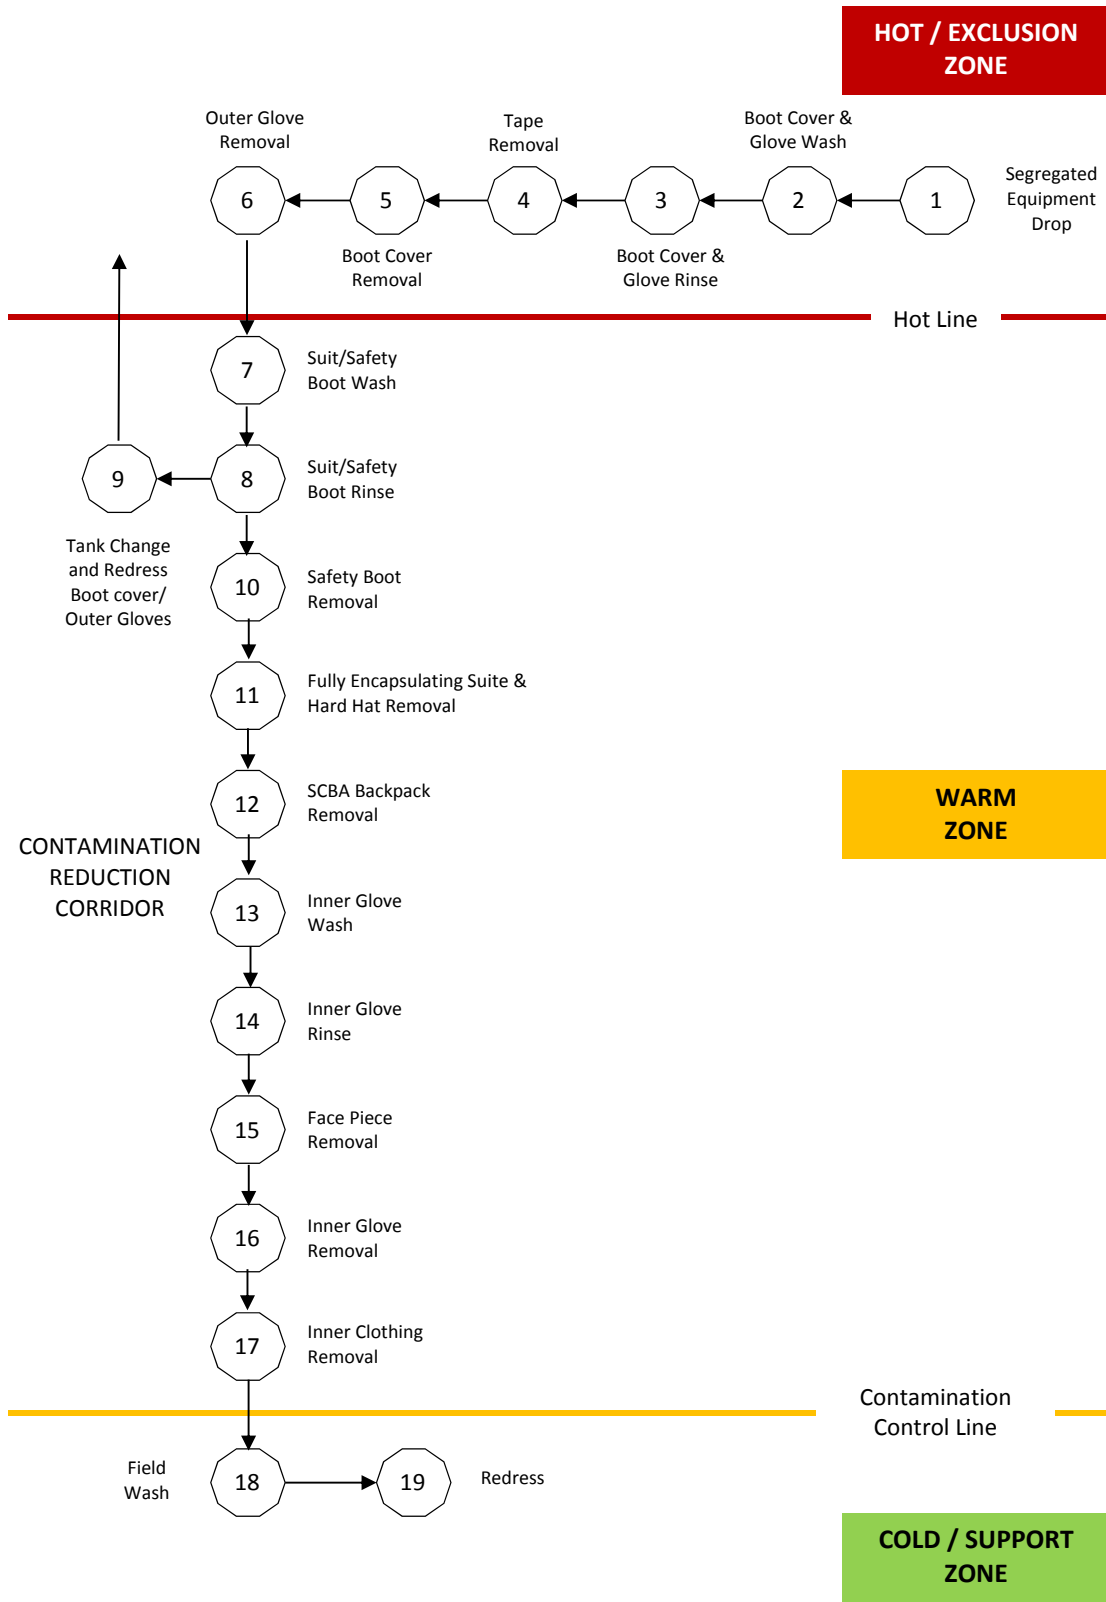 HOT / EXCLUSION
ZONE
Outer Glove
Removal
Tape
Removal
Boot Cover &
Glove Wash
Segregated
Equipment
Drop
6
5
4
3
2
1
Boot Cover
Removal
Boot Cover &
Glove Rinse
Hot Line
7
Suit/Safety
Boot Wash
9
8
Suit/Safety
Boot Rinse
Tank Change
and Redress
Boot cover/
Outer Gloves
10
Safety Boot
Removal
11
Fully Encapsulating Suite &
Hard Hat Removal
12
SCBA Backpack
Removal
WARM
ZONE
CONTAMINATION
REDUCTION
CORRIDOR
13
Inner Glove
Wash
14
Inner Glove
Rinse
15
Face Piece
Removal
16
Inner Glove
Removal
17
Inner Clothing
Removal
Contamination
Control Line
Field
Wash
18
19
Redress
COLD / SUPPORT
ZONE